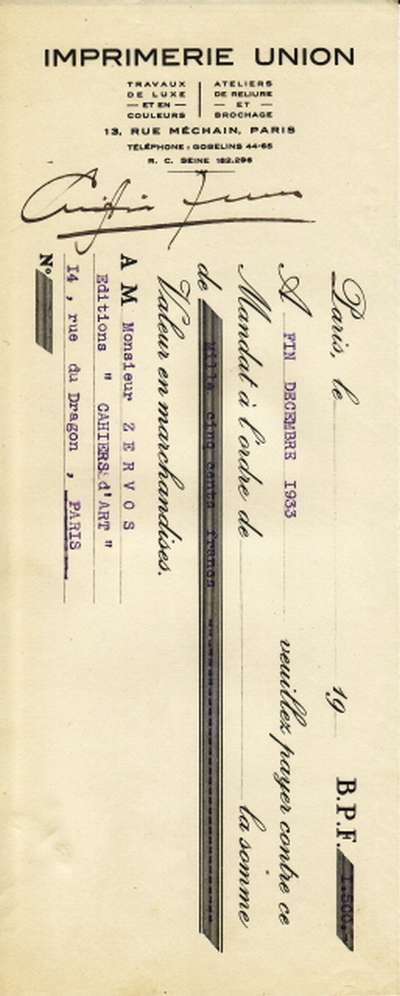 IMPRIMERIE UNION
TRAVAUX
DE LUXE
— ET EN —
COULEURS
ATELIERS
DE RELIURE
— ET —
BROCHAGE
13, RUE MÉCHAIN, PARIS
TÉLÉPHONE : GOBELINS 44-65
R. C. SEINE 182.296
Paris, le 19 B.P.F. 1.500.-
A FIN DECEMBRE 1933 veuillez payer contre ce
Mandat à l'ordre de la somme
de Mille cinq cents francs
Valeur en marchandises.
A M Monsieur Z E R V O S
Editions " CAHIERS d'ART "
14 , rue du Dragon , PARIS
N°